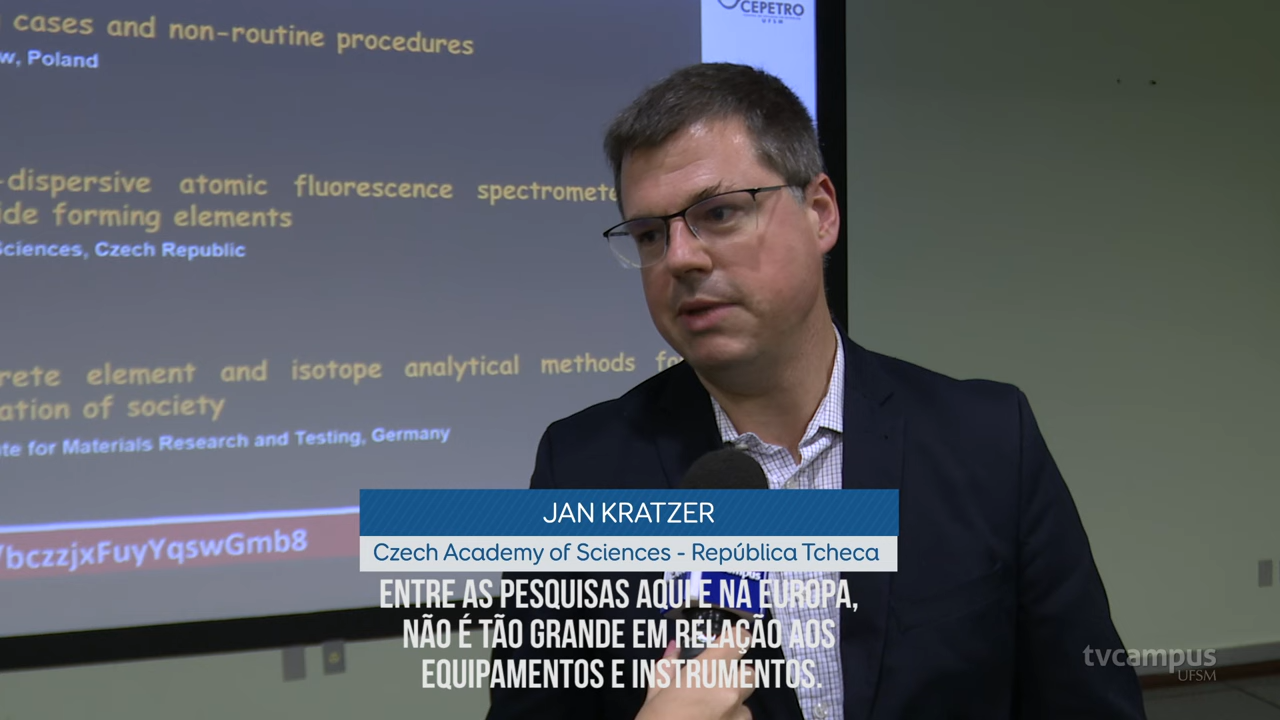 CEPETRO
UFSM
cases and non-routine procedures
w, Poland
-dispersive atomic fluorescence
ide forming elements
Sciences, Czech Republic
rete element and isotope analytical methods
ation of society
te for Materials Research and Testing, Germany
/bczzjxFuyYqswGmb8
JAN KRATZER
Czech Academy of Sciences - República Tcheca
ENTRE AS PESQUISAS AQUI E NA EUROPA,
NÃO É TÃO GRANDE EM RELAÇÃO AOS
EQUIPAMENTOS E INSTRUMENTOS.
tvcampus
UFSM